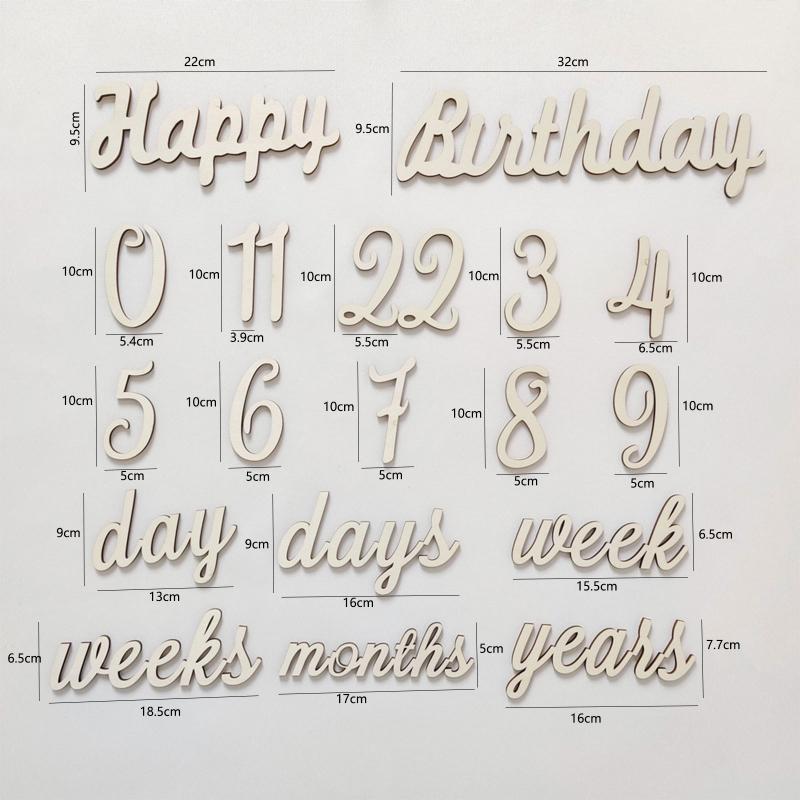 22cm 32cm
9.5cm Happy 9.5cm Birthday
10cm 0 10cm 11 10cm 22 10cm 3 4 10cm
5.4cm 3.9cm 5.5cm 5.5cm 6.5cm
10cm 5 10cm 6 10cm 7 10cm 8 9 10cm
5cm 5cm 5cm 5cm 5cm
9cm day 9cm days week 6.5cm
13cm 16cm 15.5cm
6.5cm weeks months 5cm years 7.7cm
18.5cm 17cm 16cm